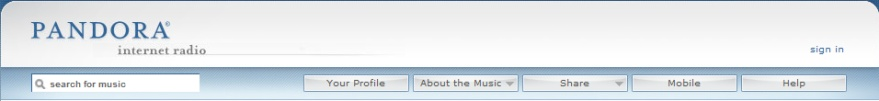 PANDORA®
internet radio
sign in
search for music
Your Profile
About the Music
Share
Mobile
Help